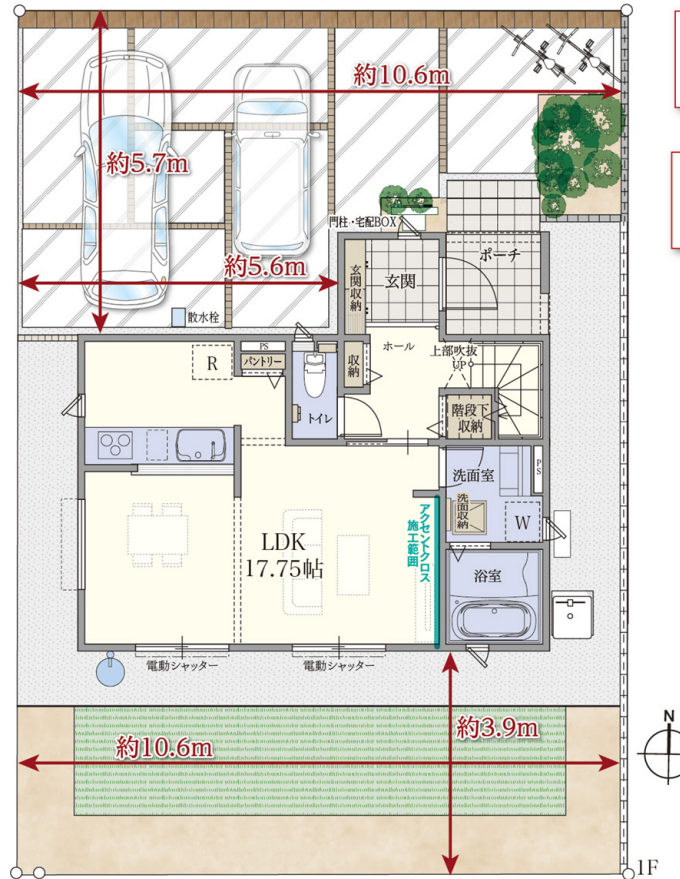 約10.6m
約5.7m
門柱・宅配BOX
約5.6m
玄関収納
玄関
ポーチ
散水栓
PS
パントリー
R
収納
ホール
上部吹抜
UP
トイレ
階段下
収納
洗面室
PS
洗面収納
W
LDK
17.75帖
アクセントクロス
施工範囲
浴室
電動シャッター
電動シャッター
約3.9m
約10.6m
N
1F